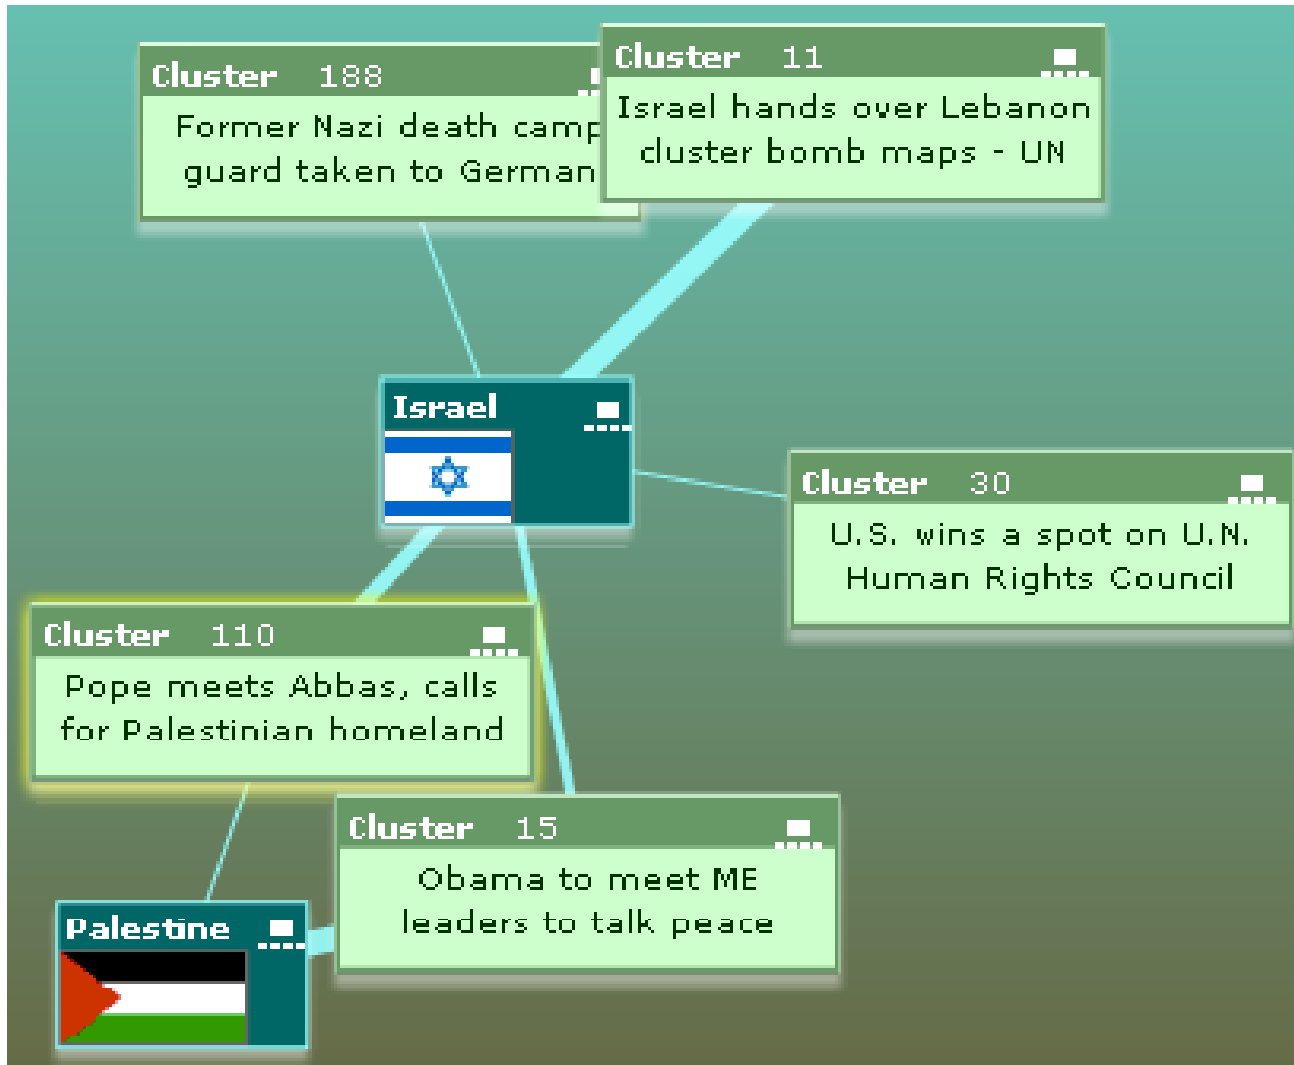 Cluster 188
Former Nazi death camp
guard taken to German
Cluster 11
Israel hands over Lebanon
cluster bomb maps - UN
Israel
Cluster 30
U.S. wins a spot on U.N.
Human Rights Council
Cluster 110
Pope meets Abbas, calls
for Palestinian homeland
Cluster 15
Obama to meet ME
leaders to talk peace
Palestine